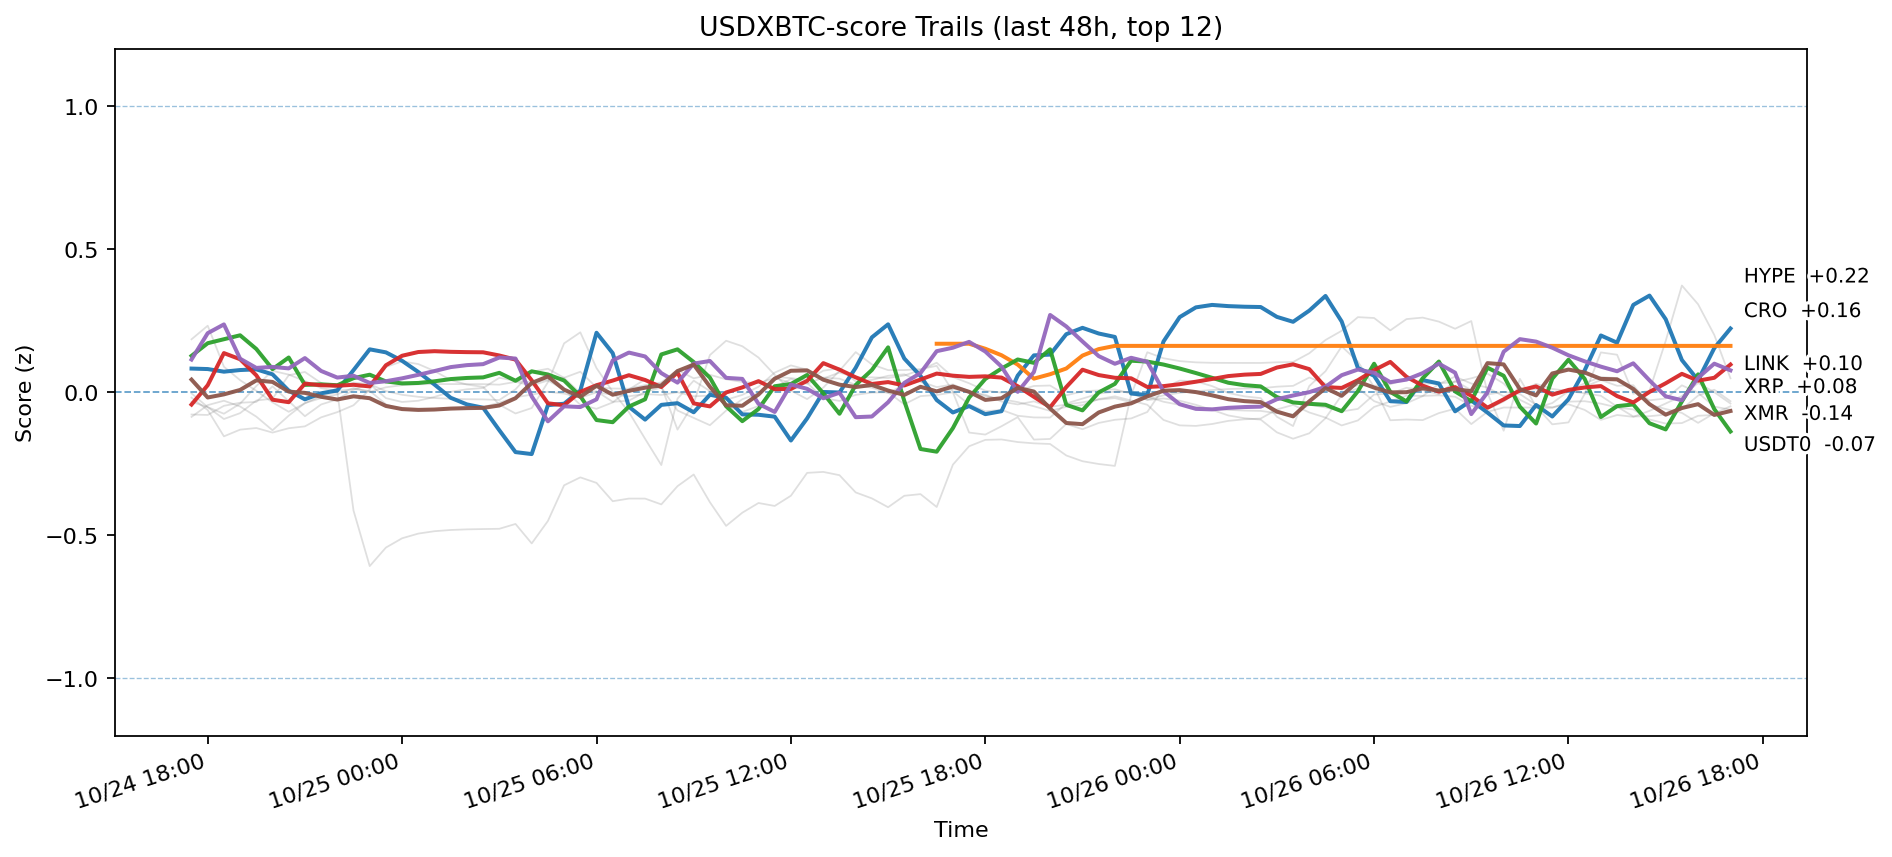 USDXBTC-score Trails (last 48h, top 12)
Score (z)
1.0
0.5
0.0
−0.5
−1.0
HYPE +0.22
CRO +0.16
LINK +0.10
XRP +0.08
XMR -0.14
USDT0 -0.07
10/24 18:00
10/25 00:00
10/25 06:00
10/25 12:00
10/25 18:00
10/26 00:00
10/26 06:00
10/26 12:00
10/26 18:00
Time